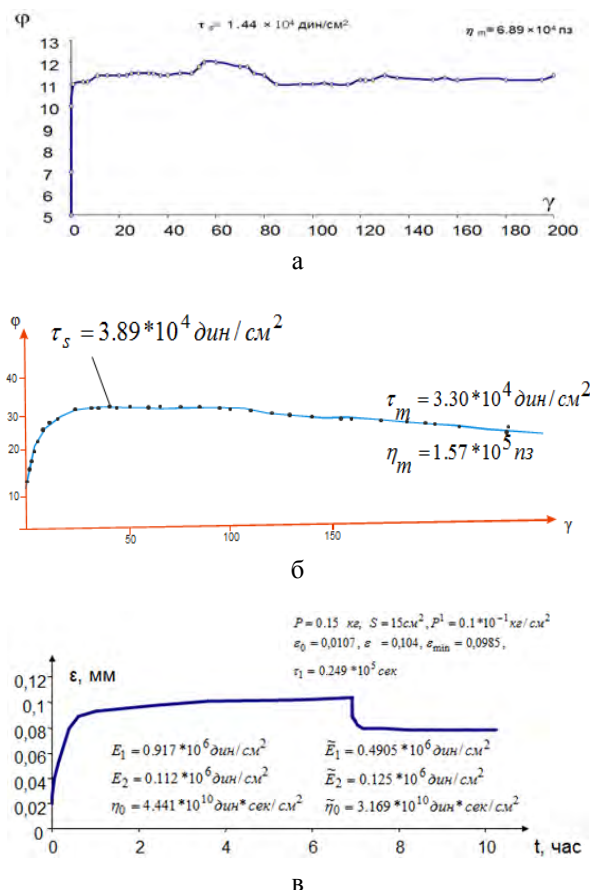 φ
τ s= 1.44 × 10⁴ дин/см²
η m= 6.89 ×10⁴ пз
13
12
11
10
9
8
7
6
5
0 20 40 60 80 100 120 140 160 180 200
γ
а
φ
τs = 3.89*10⁴ дин/см²
40
30
20
10
τm = 3.30*10⁴ дин/см²
ηm = 1.57*10⁵ пз
50 100 150
γ
б
P = 0.15 кг, S = 15см², P¹ = 0.1*10⁻¹ кг/см²
ε₀ = 0,0107, ε = 0,104, εmin = 0,0985,
τ₁ = 0.249 *10⁵ сек
ε, мм
0,12
0,1
0,08
0,06
0,04
0,02
0
E₁ = 0.917 *10⁶ дин/см²
E₂ = 0.112 *10⁶ дин/см²
η₀ = 4.441*10¹⁰ дин* сек/см²
Ẽ₁ = 0.4905 *10⁶ дин/см²
Ẽ₂ = 0.125 *10⁶ дин/см²
η̃₀ = 3.169*10¹⁰ дин* сек/см²
0 2 4 6 8 10
t, час
в